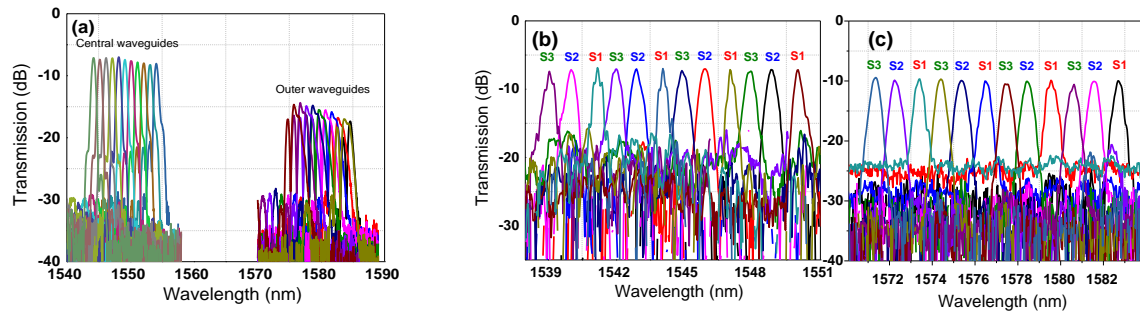 (a)
Central waveguides
Outer waveguides
Transmission (dB)
0
-10
-20
-30
-40
1540 1550 1560 1570 1580 1590
Wavelength (nm)
(b)
S3 S2 S1 S3 S2 S1 S3 S2 S1 S3 S2 S1
Transmission (dB)
0
-10
-20
-30
1539 1542 1545 1548 1551
Wavelength (nm)
(c)
S3 S2 S1 S3 S2 S1 S3 S2 S1 S3 S2 S1
0
-10
-20
-30
-40
1572 1574 1576 1578 1580 1582
Wavelength (nm)